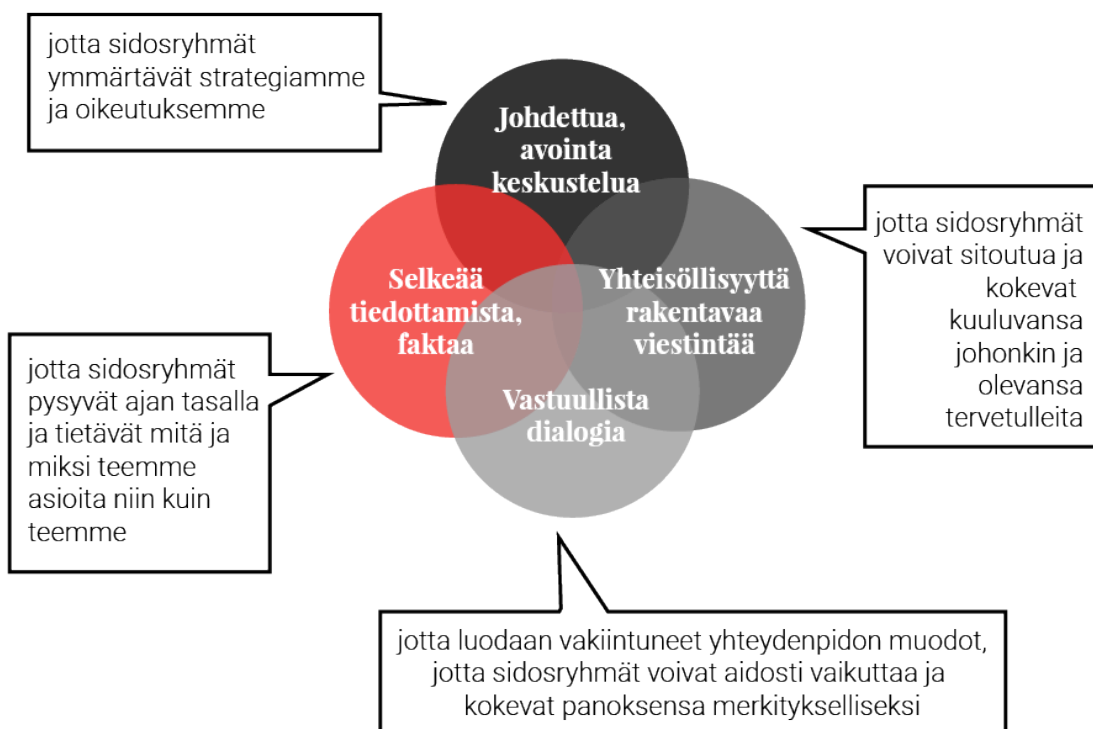 jotta sidosryhmät
ymmärtävät strategiamme
ja oikeutuksemme
Johdettua,
avointa
keskustelua
Selkeää
tiedottamista,
faktaa
Yhteisöllisyyttä
rakentavaa
viestintää
Vastuullista
dialogia
jotta sidosryhmät
voivat sitoutua ja
kokevat
kuuluvansa
johonkin ja
olevansa
tervetulleita
jotta sidosryhmät
pysyvät ajan tasalla
ja tietävät mitä ja
miksi teemme
asioita niin kuin
teemme
jotta luodaan vakiintuneet yhteydenpidon muodot,
jotta sidosryhmät voivat aidosti vaikuttaa ja
kokevat panoksensa merkitykselliseksi